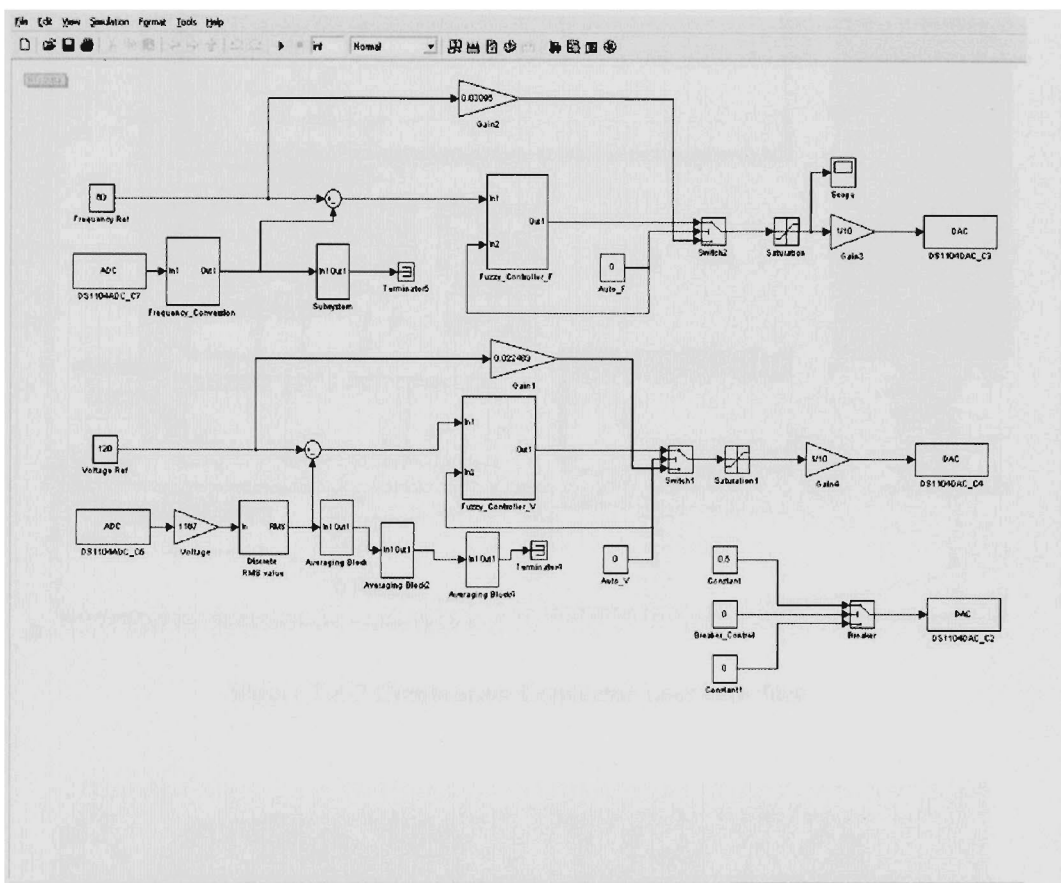 File Edit View Simulation Format Tools Help
inf Normal
0.03095
Gain2
60
Frequency Ref
In1
In2
Out1
Fuzzy_Controller_F
Scope
ADC
DS1104ADC_C7
In1 Out1
Frequency_Conversion
In1 Out1
Subsystem
Terminator5
0
Auto_F
Switch2
Saturation
1/10
Gain3
DAC
DS1104DAC_C3
0.022463
Gain1
120
Voltage Ref
In1
In2
Out1
Fuzzy_Controller_V
Switch1
Saturation1
1/10
Gain4
DAC
DS1104DAC_C4
ADC
DS1104ADC_C5
1167
Voltage
In RMS
Discrete
RMS value
In1 Out1
Averaging Block
In1 Out1
Averaging Block2
In1 Out1
Terminator4
0
Auto_V
0.5
Constant
0
Breaker_Control
0
Constant1
Breaker
DAC
DS1104DAC_C2